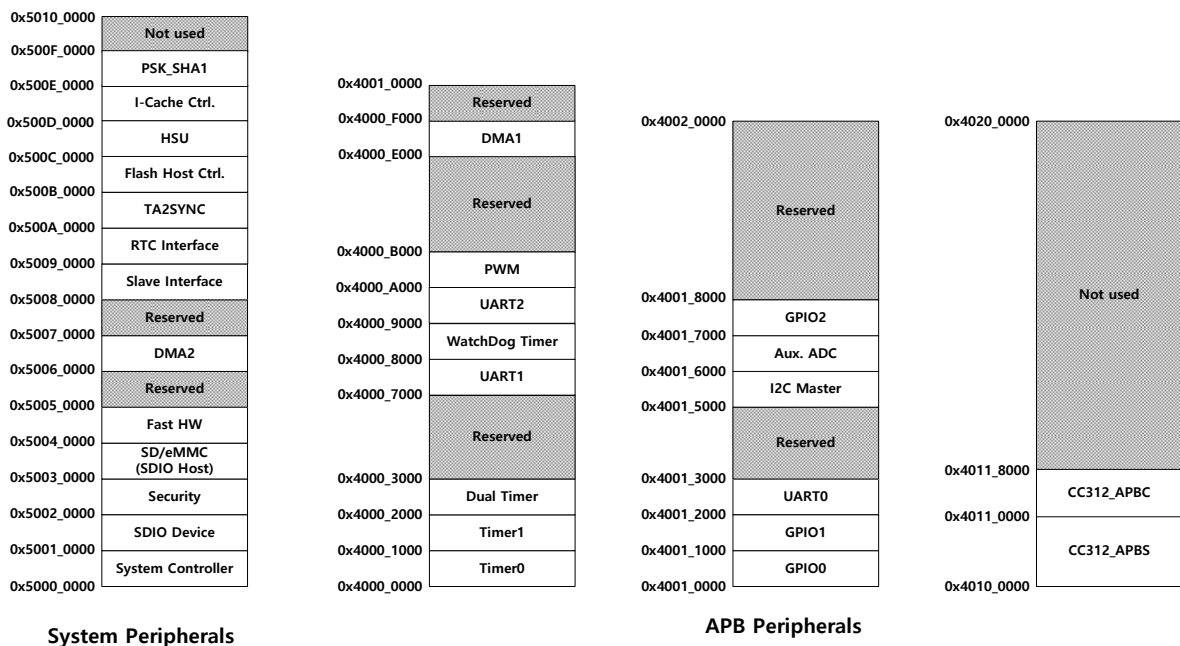 0x5010_0000
Not used
0x500F_0000
PSK_SHA1
0x500E_0000
I-Cache Ctrl.
0x500D_0000
HSU
0x500C_0000
Flash Host Ctrl.
0x500B_0000
TA2SYNC
0x500A_0000
RTC Interface
0x5009_0000
Slave Interface
0x5008_0000
Reserved
0x5007_0000
DMA2
0x5006_0000
Reserved
0x5005_0000
Fast HW
0x5004_0000
SD/eMMC
(SDIO Host)
0x5003_0000
Security
0x5002_0000
SDIO Device
0x5001_0000
System Controller
0x5000_0000
System Peripherals
0x4001_0000
Reserved
0x4000_F000
DMA1
0x4000_E000
Reserved
0x4000_B000
PWM
0x4000_A000
UART2
0x4000_9000
WatchDog Timer
0x4000_8000
UART1
0x4000_7000
Reserved
0x4000_3000
Dual Timer
0x4000_2000
Timer1
0x4000_1000
Timer0
0x4000_0000
0x4002_0000
Reserved
0x4001_8000
GPIO2
0x4001_7000
Aux. ADC
0x4001_6000
I2C Master
0x4001_5000
Reserved
0x4001_3000
UART0
0x4001_2000
GPIO1
0x4001_1000
GPIO0
0x4001_0000
APB Peripherals
0x4020_0000
Not used
0x4011_8000
CC312_APBC
0x4011_0000
CC312_APBS
0x4010_0000